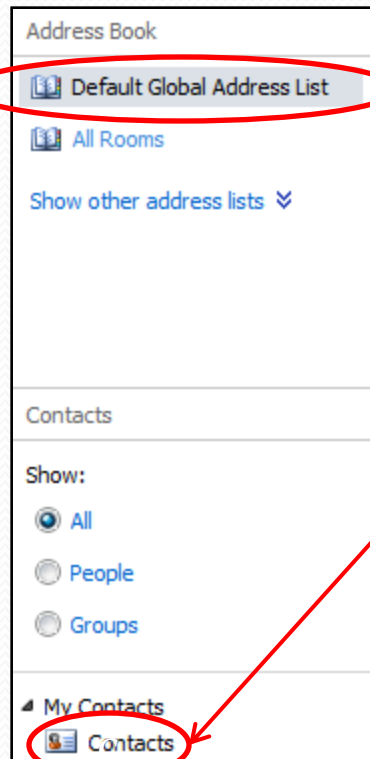 Address Book
Default Global Address List
All Rooms
Show other address lists
Contacts
Show:
All
People
Groups
My Contacts
Contacts